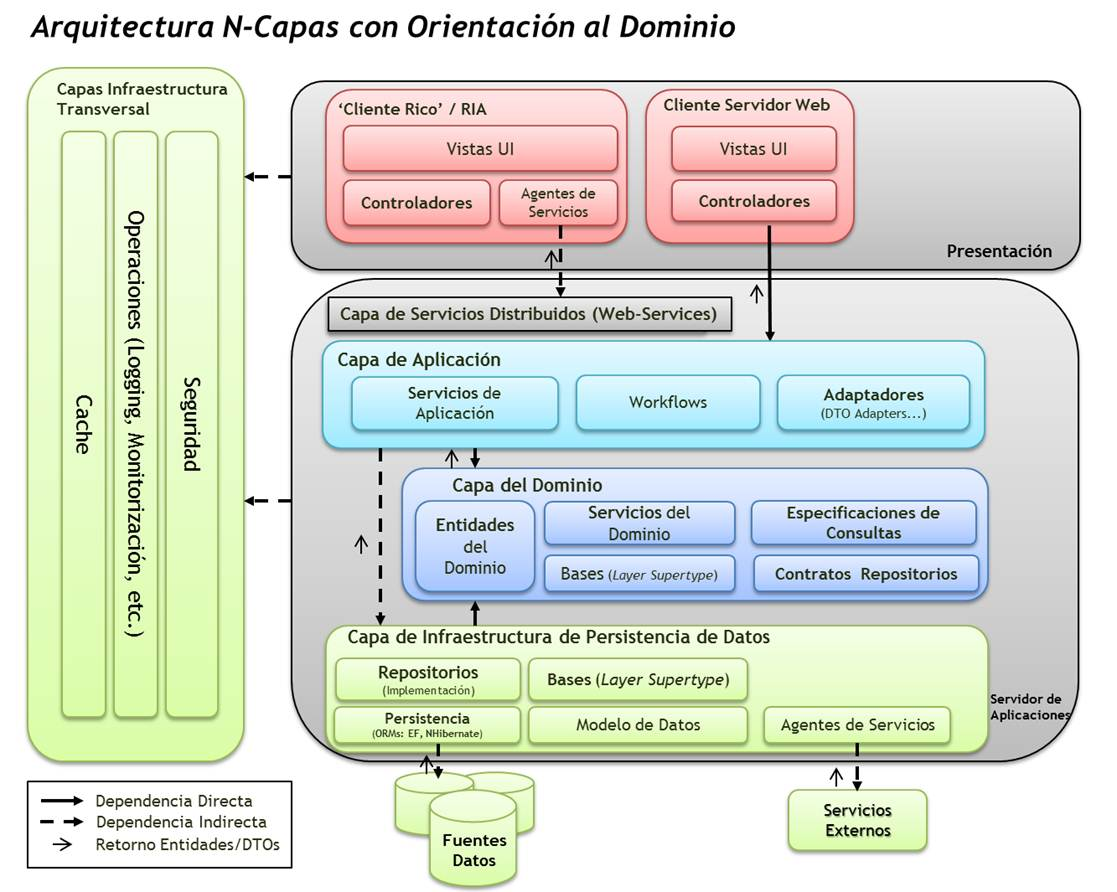 Arquitectura N-Capas con Orientación al Dominio
Capas Infraestructura
Transversal
Cache
Operaciones (Logging, Monitorización, etc.)
Seguridad
‘Cliente Rico’ / RIA
Vistas UI
Controladores
Agentes de
Servicios
Cliente Servidor Web
Vistas UI
Controladores
Presentación
Capa de Servicios Distribuidos (Web-Services)
Capa de Aplicación
Servicios de
Aplicación
Workflows
Adaptadores
(DTO Adapters...)
Capa del Dominio
Entidades
del
Dominio
Servicios del
Dominio
Especificaciones de
Consultas
Bases (Layer Supertype)
Contratos Repositorios
Capa de Infraestructura de Persistencia de Datos
Repositorios
(Implementación)
Bases (Layer Supertype)
Persistencia
(ORMs: EF, NHibernate)
Modelo de Datos
Agentes de Servicios
Servidor de
Aplicaciones
Dependencia Directa
Dependencia Indirecta
Retorno Entidades/DTOs
Fuentes
Datos
Servicios
Externos